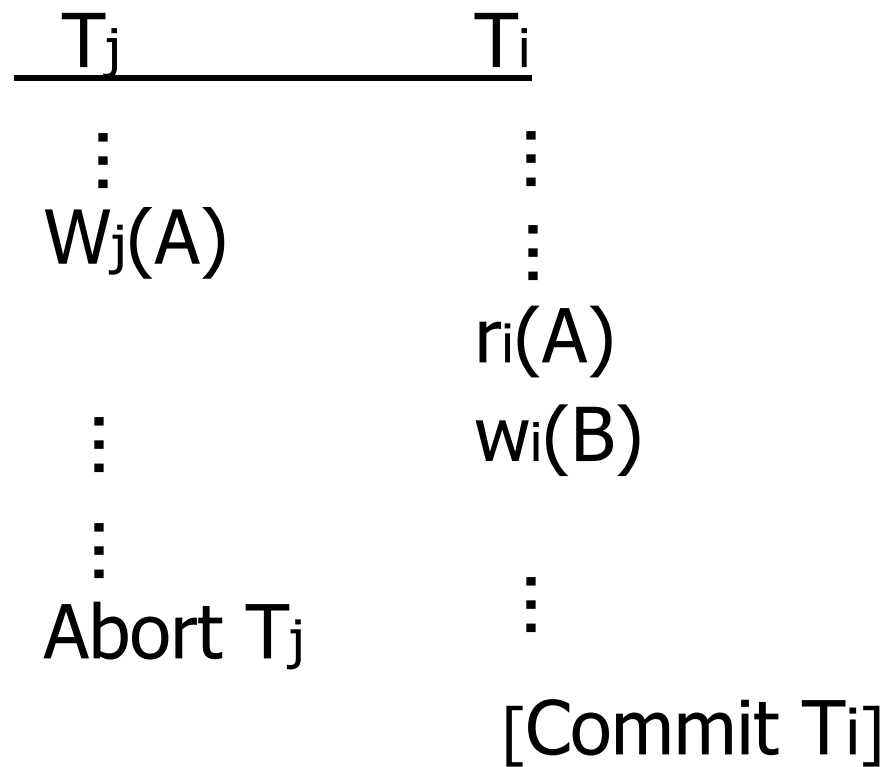 Tj Ti
⋮ ⋮
Wj(A) ⋮
ri(A)
⋮ wi(B)
⋮
Abort Tj ⋮
[Commit Ti]